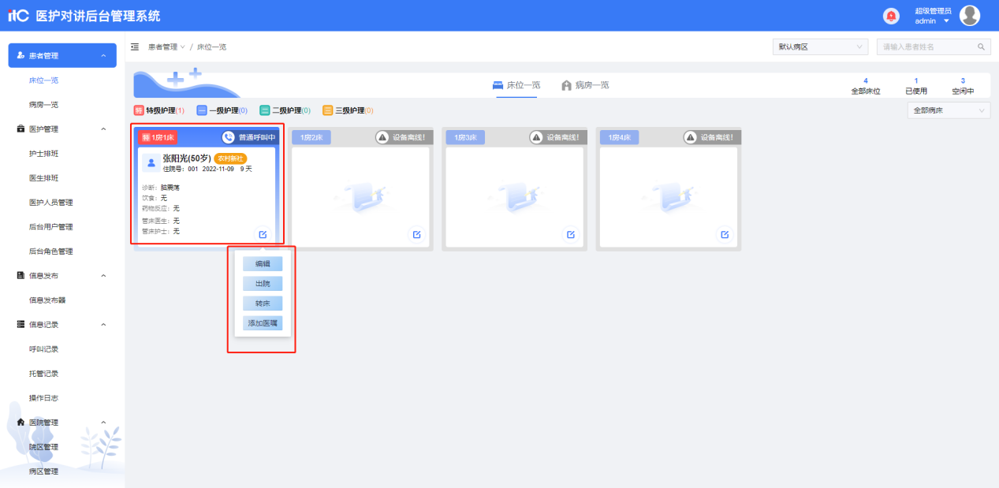 itC 医护对讲后台管理系统
超级管理员
admin
患者管理
床位一览
病房一览
医护管理
护士排班
医生排班
医护人员管理
后台用户管理
后台角色管理
信息发布
信息发布器
信息记录
呼叫记录
托管记录
操作日志
医院管理
院区管理
病区管理
患者管理 / 床位一览
默认病区
请输入患者姓名
床位一览 病房一览
4 1 3
全部床位 已使用 空闲中
特 特级护理(1) 一级护理(0) 二级护理(0) 三级护理(0)
全部病床
特 1房1床 普通呼叫中
张阳光(50岁) 农村新社
住院号: 001 2022-11-09 9 天
诊断: 脑震荡
饮食: 无
药物反应: 无
管床医生: 无
管床护士: 无
编辑
出院
转床
添加医嘱
1房2床 设备离线!
1房3床 设备离线!
1房4床 设备离线!